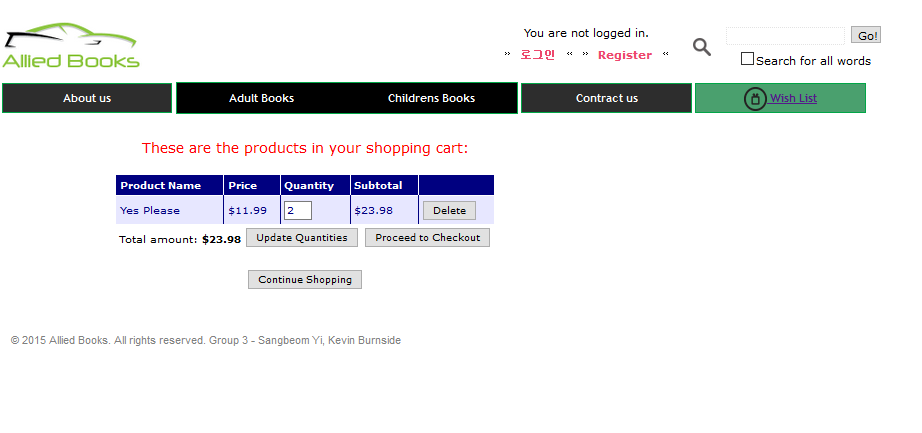 Allied Books
You are not logged in.
» 로그인 « » Register «
Go!
Search for all words
About us
Adult Books
Childrens Books
Contract us
Wish List
These are the products in your shopping cart:
Product Name Price Quantity Subtotal
Yes Please $11.99 2 $23.98 Delete
Total amount: $23.98 Update Quantities Proceed to Checkout
Continue Shopping
© 2015 Allied Books. All rights reserved. Group 3 - Sangbeom Yi, Kevin Burnside